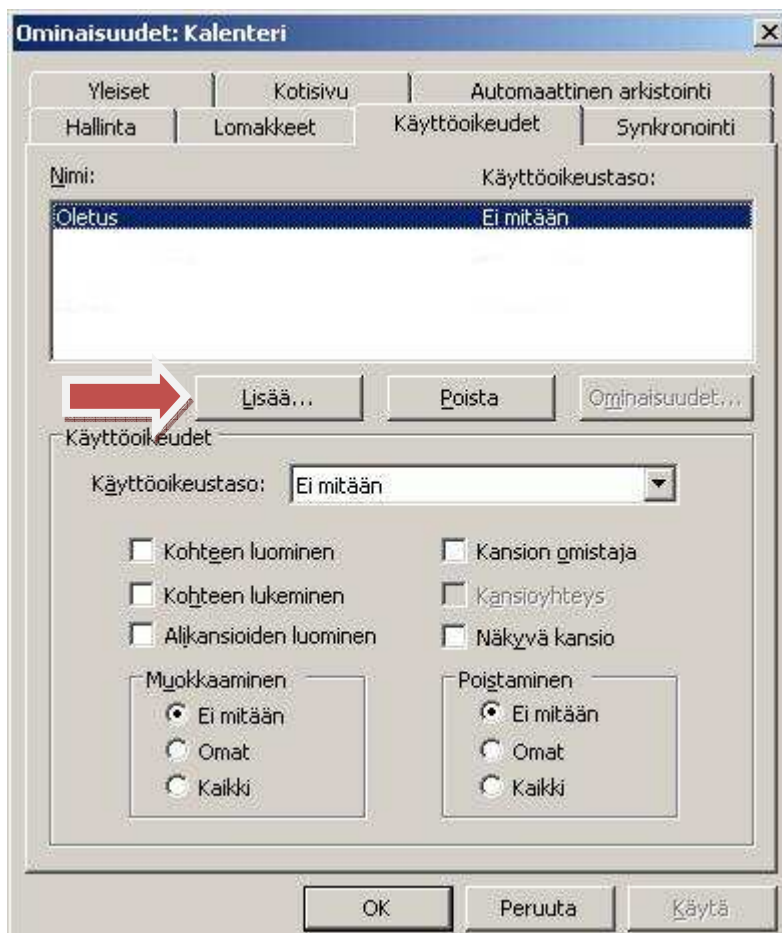 Ominaisuudet: Kalenteri
Yleiset Kotisivu Automaattinen arkistointi
Hallinta Lomakkeet Käyttöoikeudet Synkronointi
Nimi: Käyttöoikeustaso:
Oletus Ei mitään
Lisää... Poista Ominaisuudet...
Käyttöoikeudet
Käyttöoikeustaso: Ei mitään
Kohteen luominen Kansion omistaja
Kohteen lukeminen Kansioyhteys
Alikansioiden luominen Näkyvä kansio
Muokkaaminen Poistaminen
Ei mitään Ei mitään
Omat Omat
Kaikki Kaikki
OK Peruuta Käytä